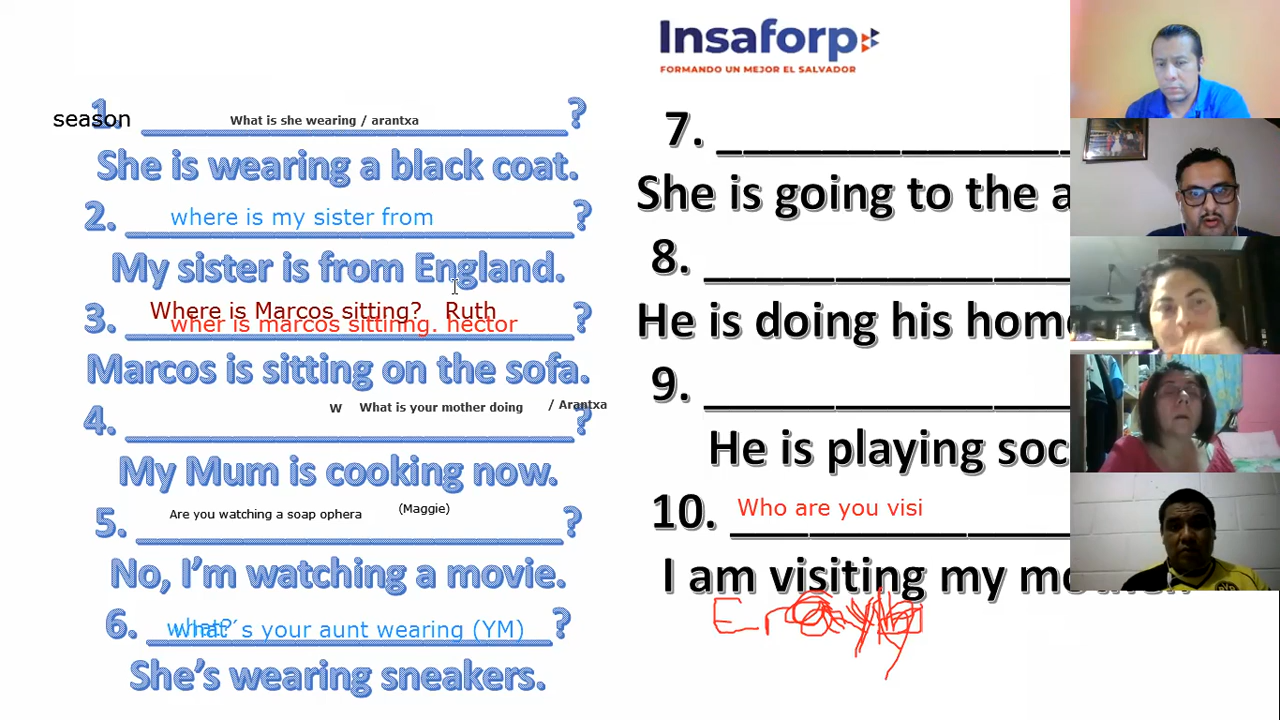 Insaforp
FORMANDO UN MEJOR EL SALVADOR
season
1. What is she wearing / arantxa ?
She is wearing a black coat.
2. where is my sister from ?
My sister is from England.
Where is Marcos sitting? Ruth
3. wher is marcos sittinng. hector ?
Marcos is sitting on the sofa.
W What is your mother doing / Arantxa
4. ?
My Mum is cooking now.
5. Are you watching a soap ophera (Maggie) ?
No, I'm watching a movie.
6. what? what´s your aunt wearing (YM) ?
She's wearing sneakers.
7.
She is going to the a
8.
He is doing his hom
9.
He is playing soc
10. Who are you visi
I am visiting my